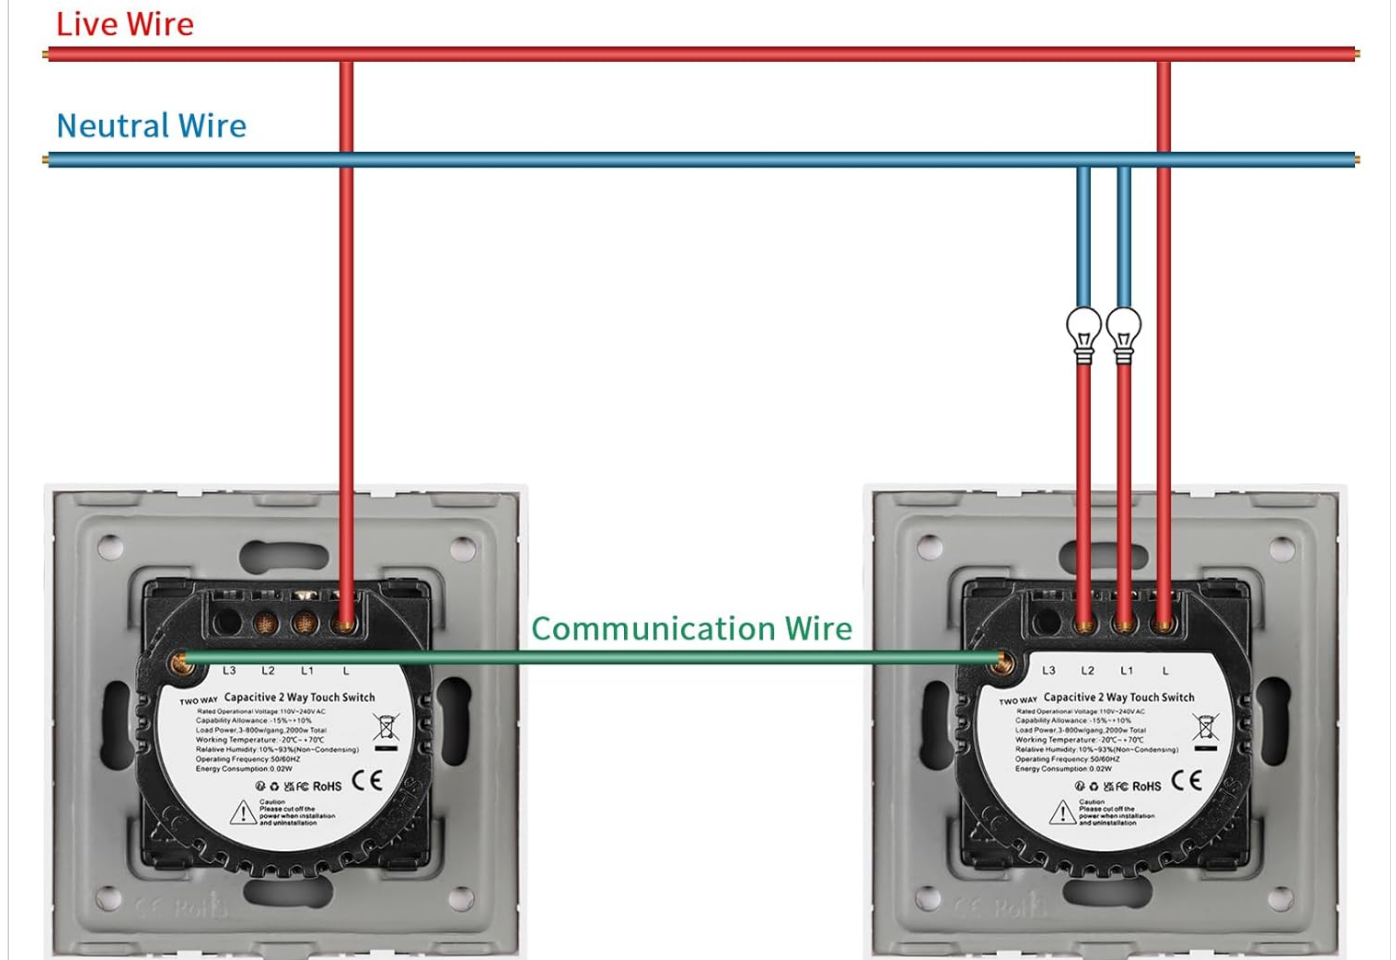 Live Wire
Neutral Wire
Communication Wire
L3 L2 L1 L
TWO WAY Capacitive 2 Way Touch Switch
Rated Operational Voltage:110V~240V AC
Capability Allowance:-15%~+10%
Load Power,3-800w/gang,2000w Total
Working Temperature:-20℃~+70℃
Relative Humidity:10%~93%(Non-Condensing)
Operating Frequency:50/60HZ
Energy Consumption:0.02W
FC RoHS CE
Caution
Please cut off the
power when installation
and uninstallation
CE RoHS
L3 L2 L1 L
TWO WAY Capacitive 2 Way Touch Switch
Rated Operational Voltage:110V~240V AC
Capability Allowance:-15%~+10%
Load Power,3-800w/gang,2000w Total
Working Temperature:-20℃~+70℃
Relative Humidity:10%~93%(Non-Condensing)
Operating Frequency:50/60HZ
Energy Consumption:0.02W
FC RoHS CE
Caution
Please cut off the
power when installation
and uninstallation
CE RoHS